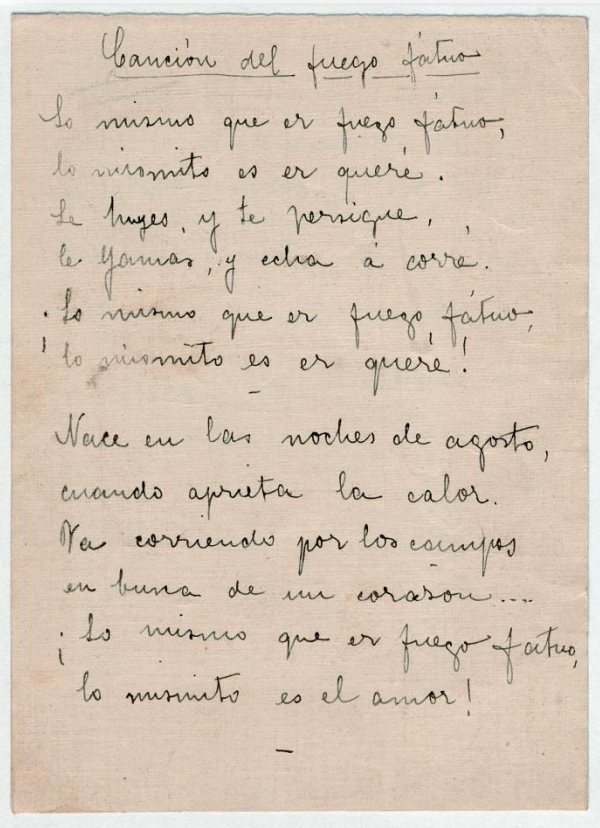 Canción del fuego fátuo
Lo mismo que er fuego fátuo,
lo mismito es er queré.
Le huyes, y te persigue,
le yamas, y echa á corré.
¡Lo mismo que er fuego fátuo,
lo mismito es er queré!
—
Nace en las noches de agosto,
cuando aprieta la calor.
Va corriendo por los campos
en busca de un corason....
¡Lo mismo que er fuego fatuo,
lo mismito es el amor!
—